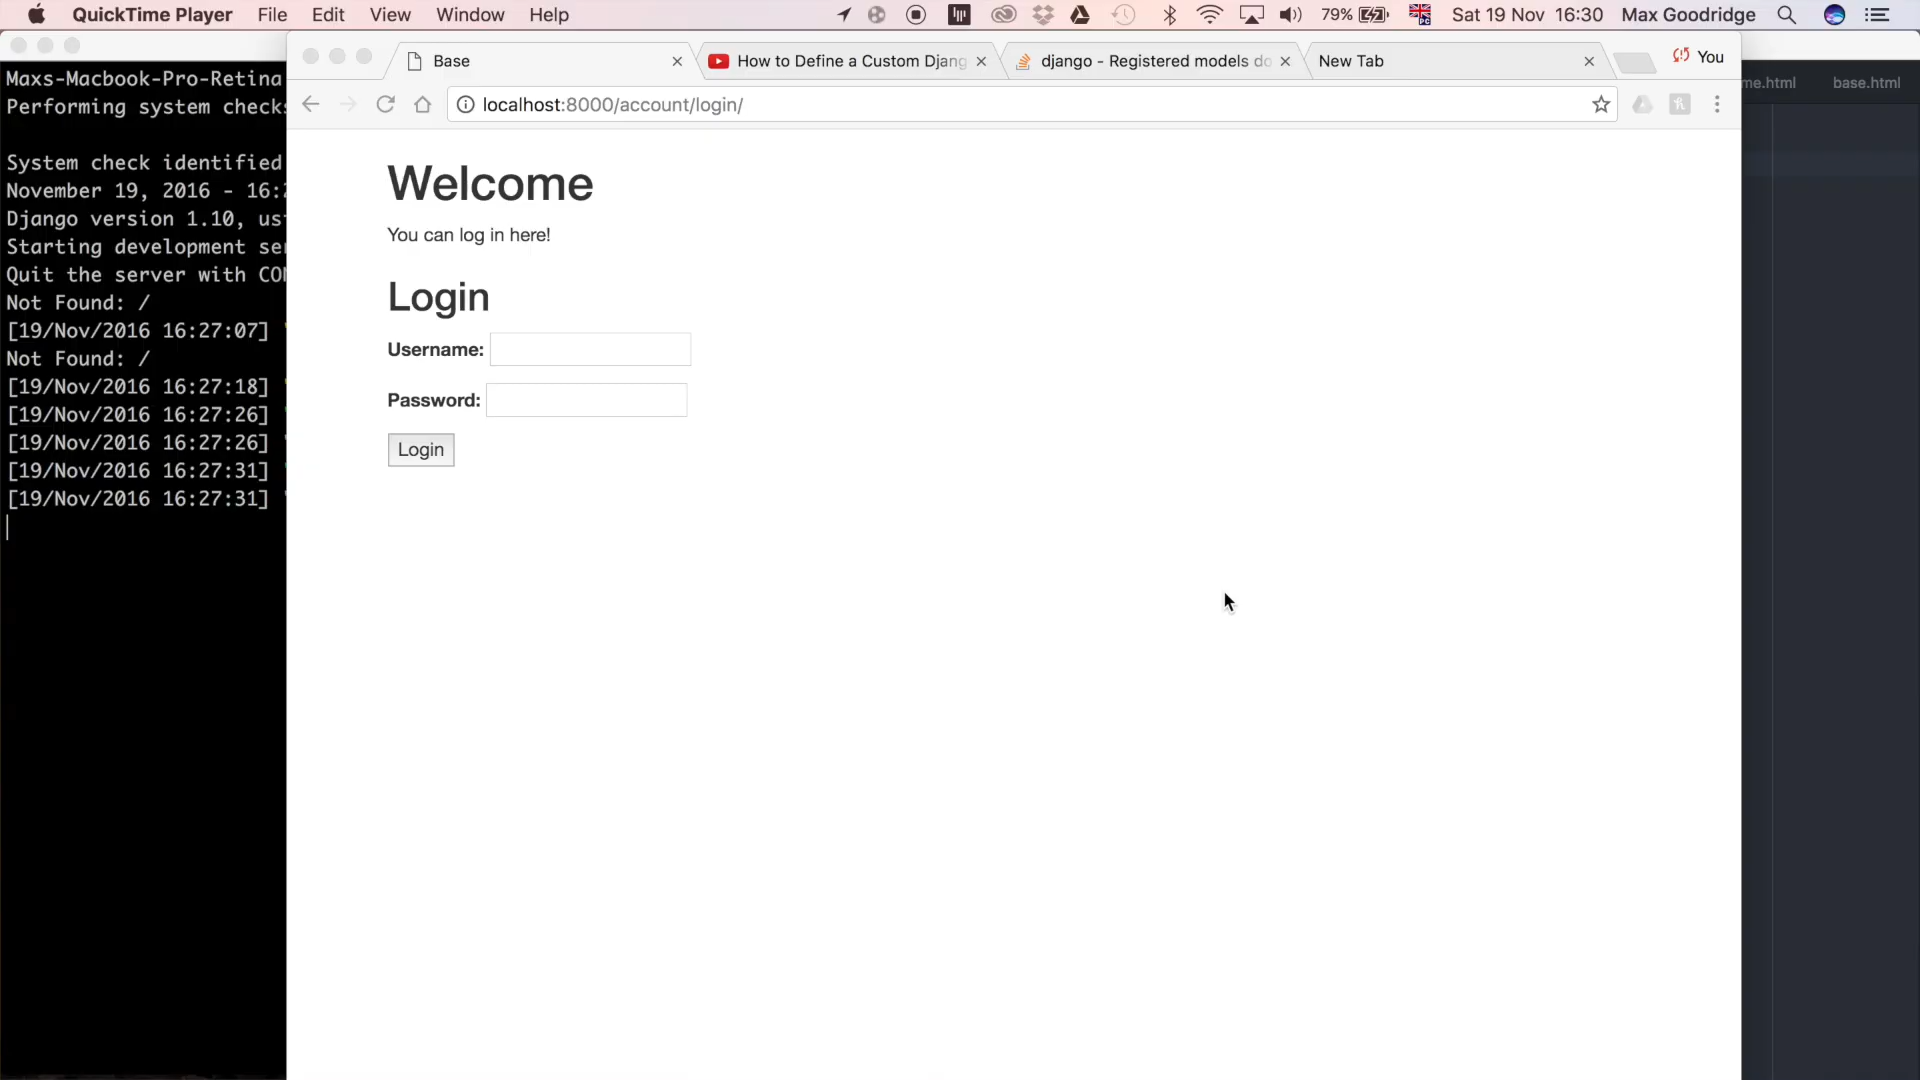 QuickTime Player File Edit View Window Help 79% Sat 19 Nov 16:30 Max Goodridge
Base
How to Define a Custom Djang
django - Registered models do
New Tab
You
localhost:8000/account/login/
me.html base.html
Maxs-Macbook-Pro-Retina
Performing system checks
System check identified
November 19, 2016 - 16:2
Django version 1.10, us
Starting development se
Quit the server with CON
Not Found: /
[19/Nov/2016 16:27:07] "
Not Found: /
[19/Nov/2016 16:27:18] "
[19/Nov/2016 16:27:26] "
[19/Nov/2016 16:27:26] "
[19/Nov/2016 16:27:31] "
[19/Nov/2016 16:27:31] "
Welcome
You can log in here!
Login
Username:
Password:
Login